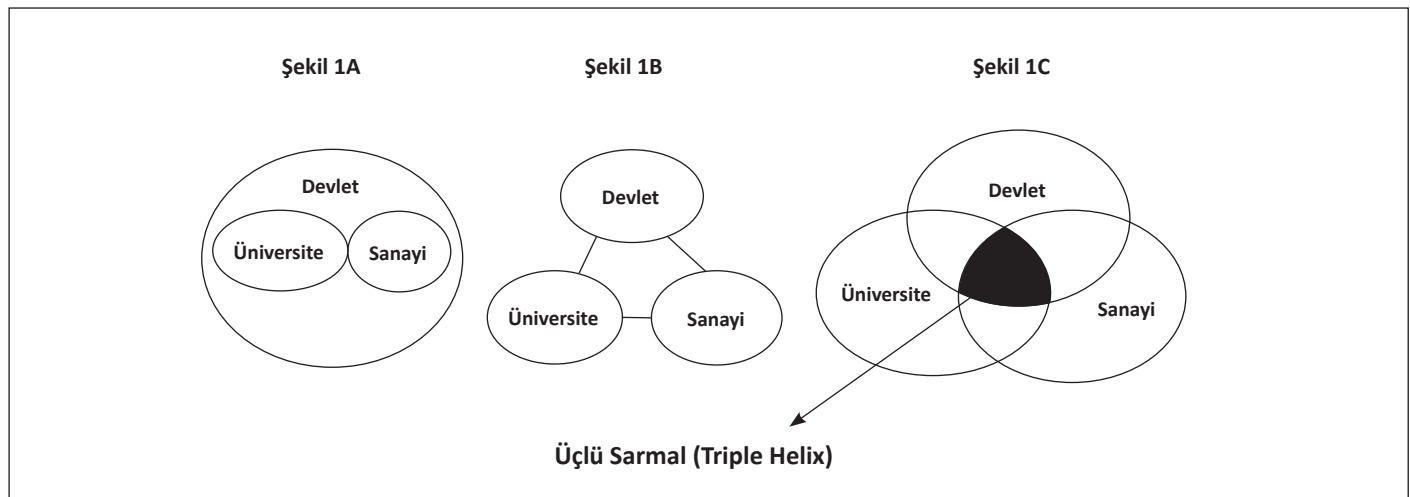 Şekil 1A
Şekil 1B
Şekil 1C
Devlet
Üniversite
Sanayi
Devlet
Üniversite
Sanayi
Devlet
Üniversite
Sanayi
Üçlü Sarmal (Triple Helix)